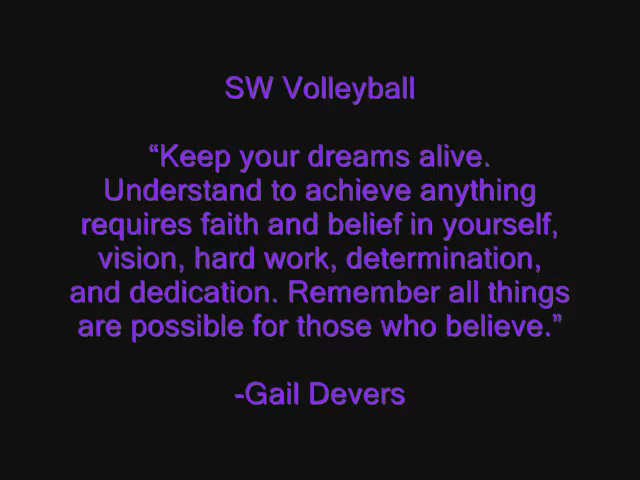 SW Volleyball
“Keep your dreams alive.
Understand to achieve anything
requires faith and belief in yourself,
vision, hard work, determination,
and dedication. Remember all things
are possible for those who believe.”
-Gail Devers